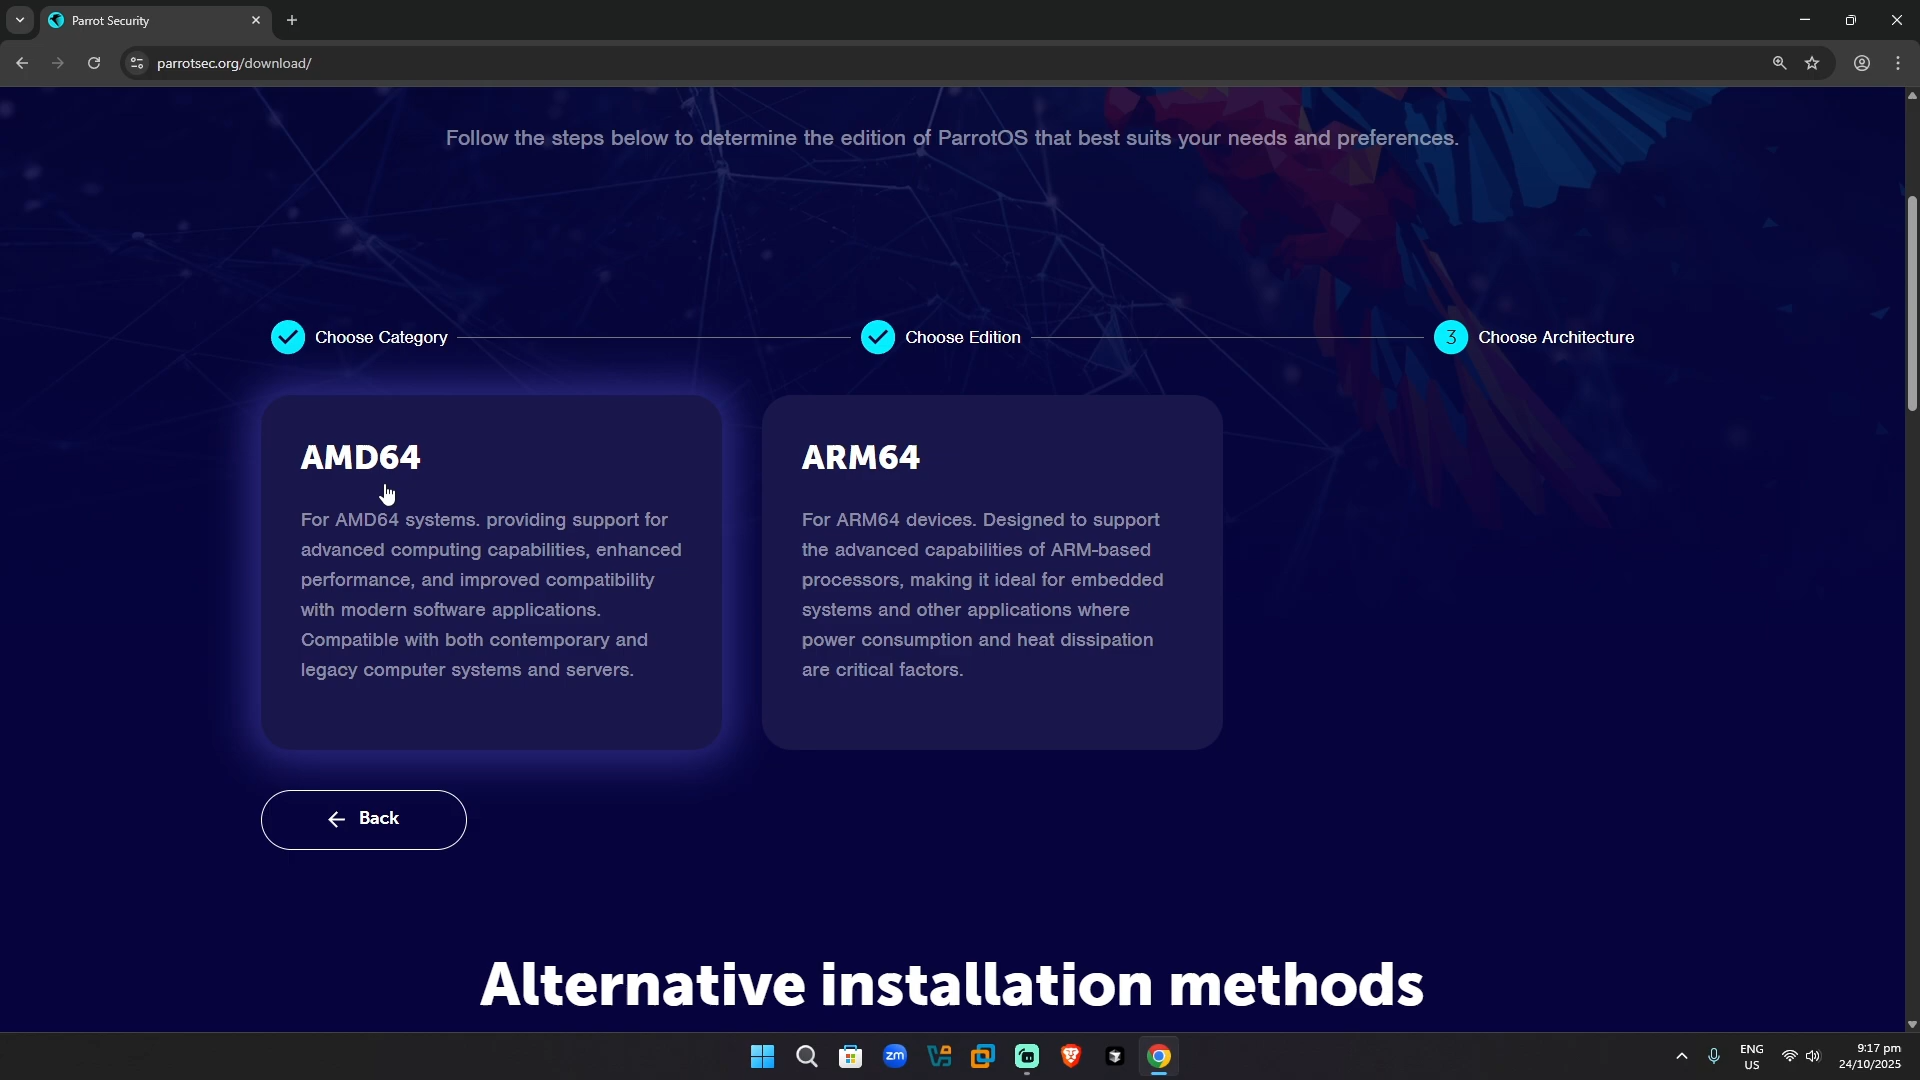 Parrot Security
parrotsec.org/download/
Follow the steps below to determine the edition of ParrotOS that best suits your needs and preferences.
Choose Category
Choose Edition
3 Choose Architecture
AMD64
For AMD64 systems. providing support for
advanced computing capabilities, enhanced
performance, and improved compatibility
with modern software applications.
Compatible with both contemporary and
legacy computer systems and servers.
ARM64
For ARM64 devices. Designed to support
the advanced capabilities of ARM-based
processors, making it ideal for embedded
systems and other applications where
power consumption and heat dissipation
are critical factors.
Back
Alternative installation methods
zm
ENG
US
9:17 pm
24/10/2025